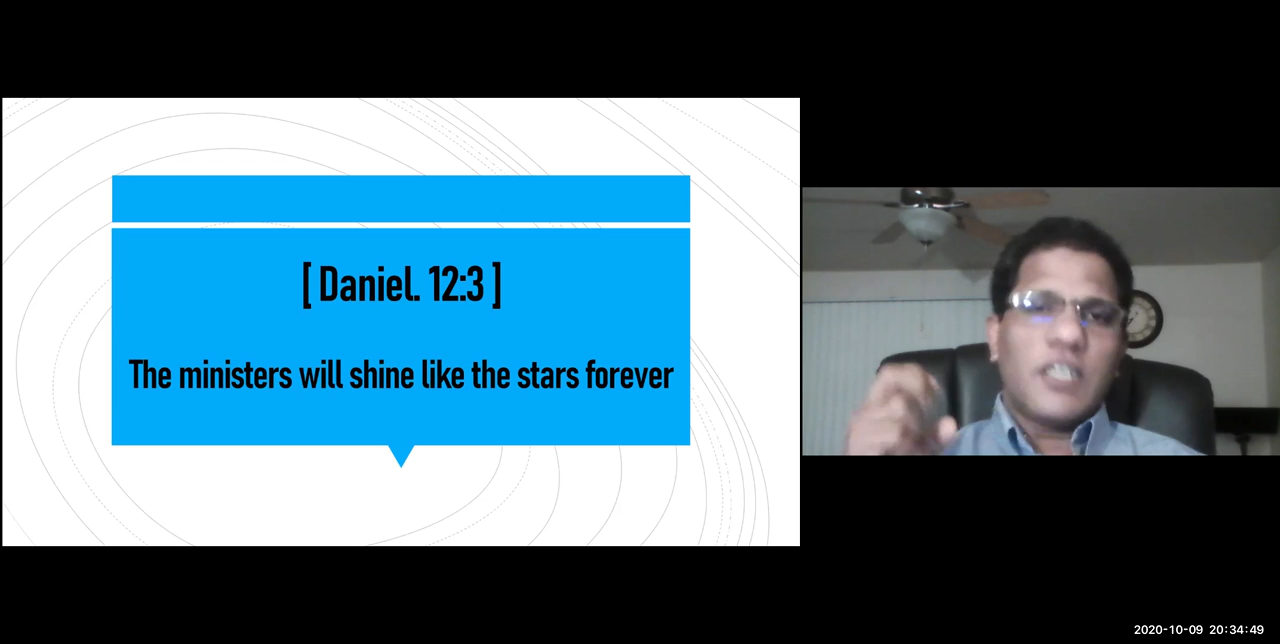 [ Daniel. 12:3 ]
The ministers will shine like the stars forever
2020-10-09 20:34:49